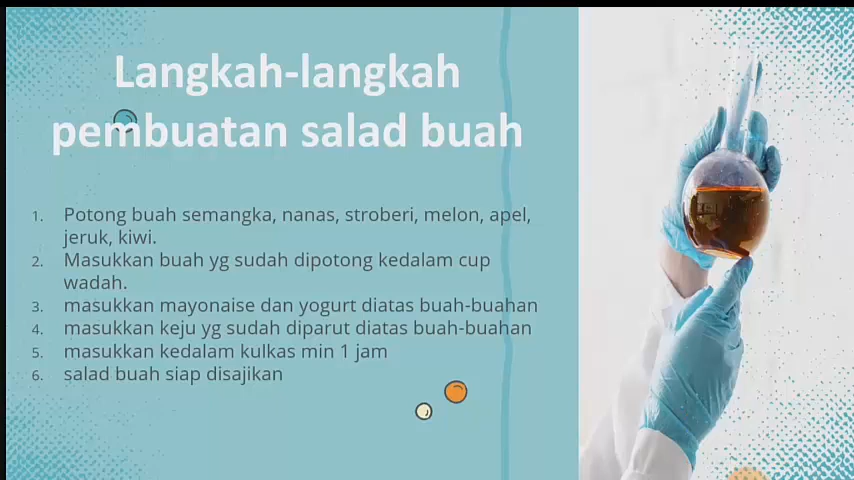 Langkah-langkah
pembuatan salad buah
1. Potong buah semangka, nanas, stroberi, melon, apel,
jeruk, kiwi.
2. Masukkan buah yg sudah dipotong kedalam cup
wadah.
3. masukkan mayonaise dan yogurt diatas buah-buahan
4. masukkan keju yg sudah diparut diatas buah-buahan
5. masukkan kedalam kulkas min 1 jam
6. salad buah siap disajikan